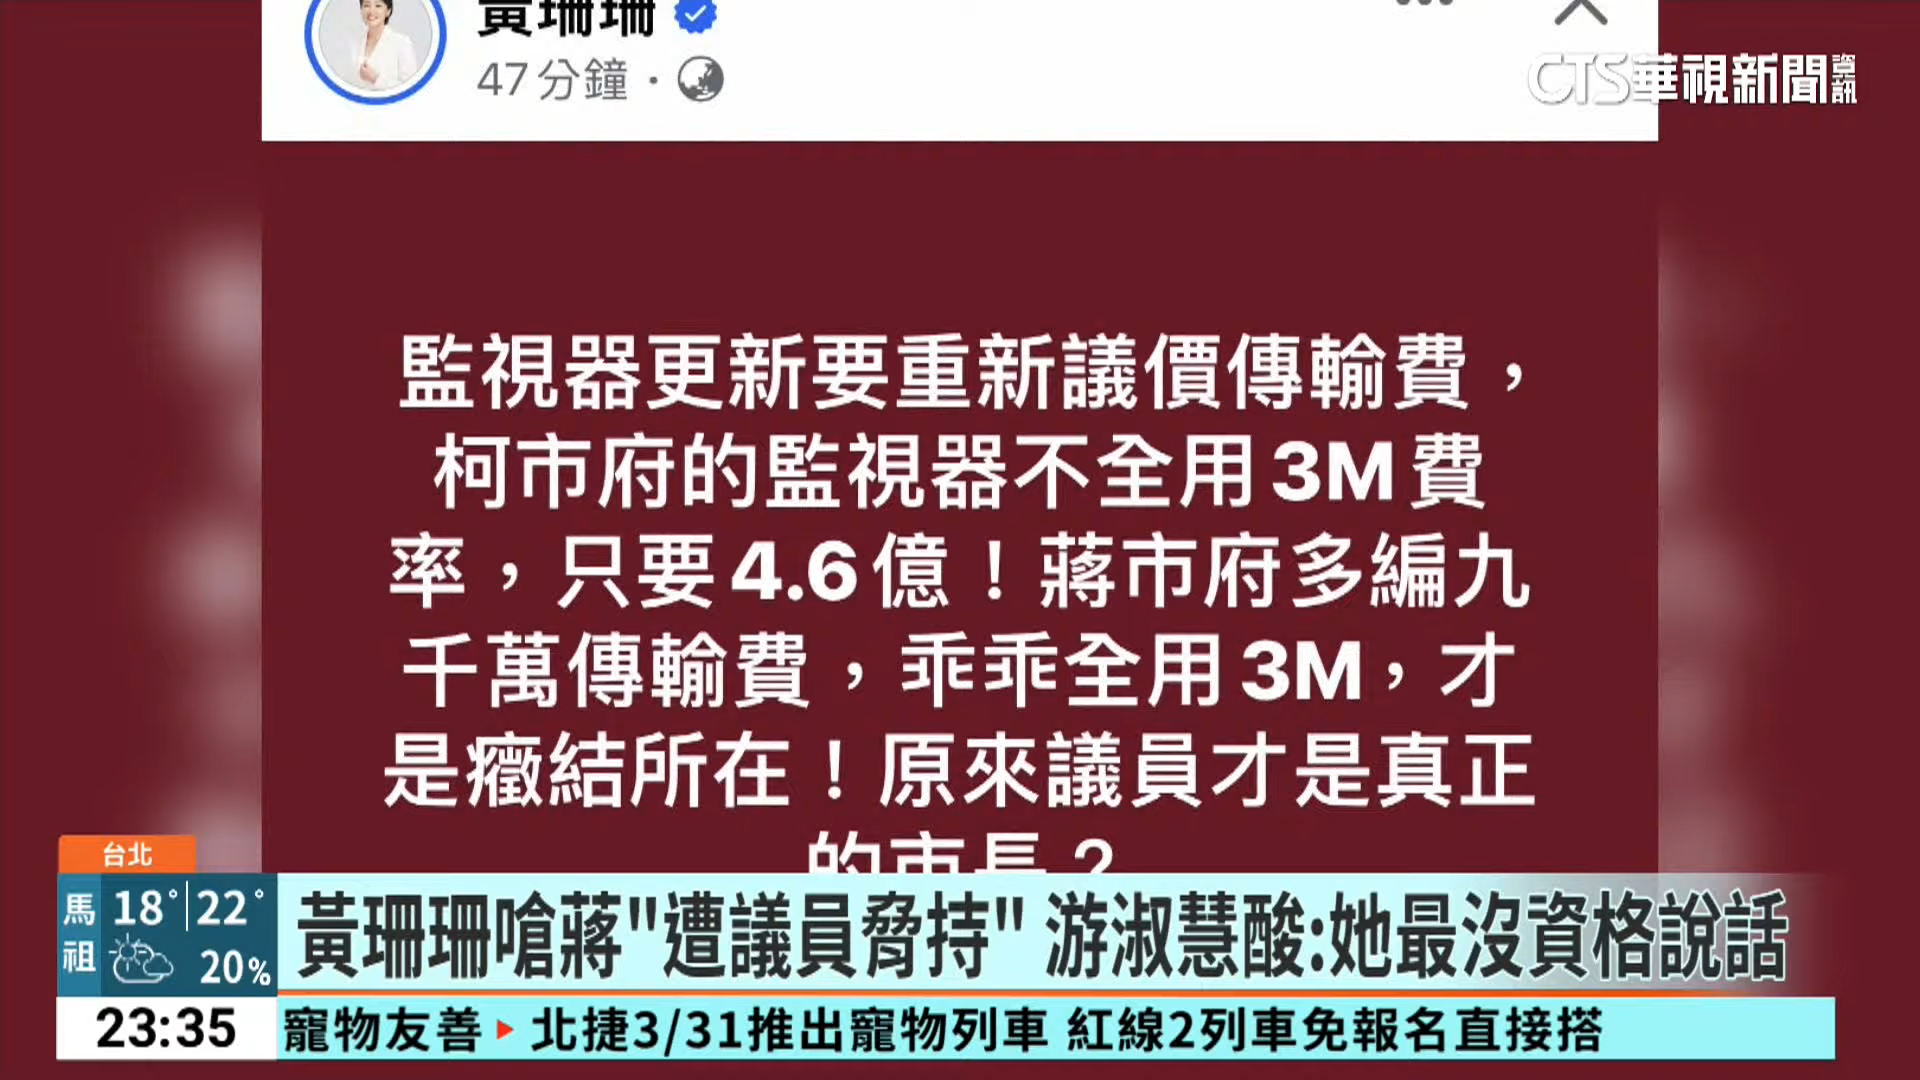 黃珊珊
47分鐘·
CTS華視新聞資訊
監視器更新要重新議價傳輸費，
柯市府的監視器不全用3M費
率，只要4.6億！蔣市府多編九
千萬傳輸費，乖乖全用3M，才
是癥結所在！原來議員才是真正
的市長？
台北
馬祖
18° 22°
20%
黃珊珊嗆蔣"遭議員脅持" 游淑慧酸:她最沒資格說話
23:35
寵物友善▶北捷3/31推出寵物列車 紅線2列車免報名直接搭